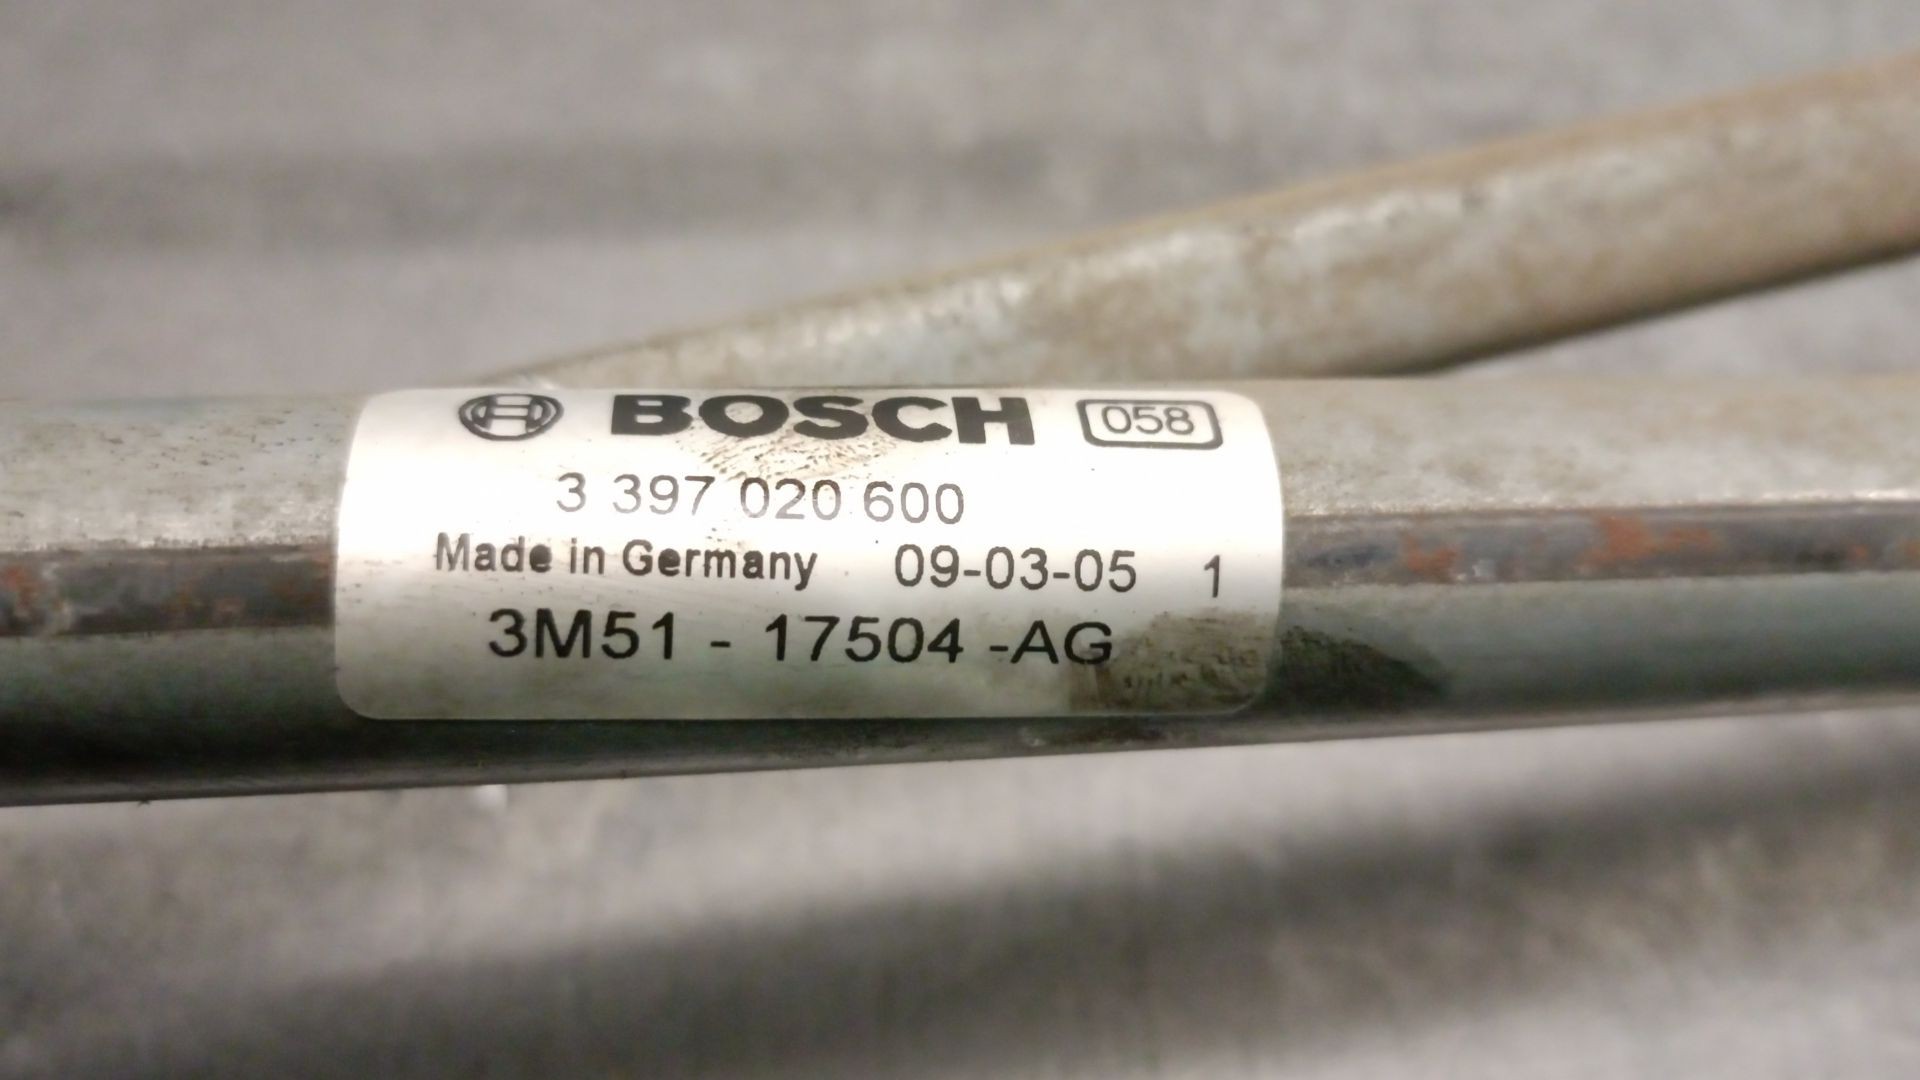 BOSCH 058
3 397 020 600
Made in Germany 09-03-05 1
3M51 - 17504 -AG